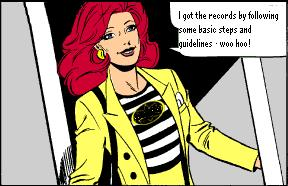 I got the records by following
some basic steps and
guidelines - woo hoo!